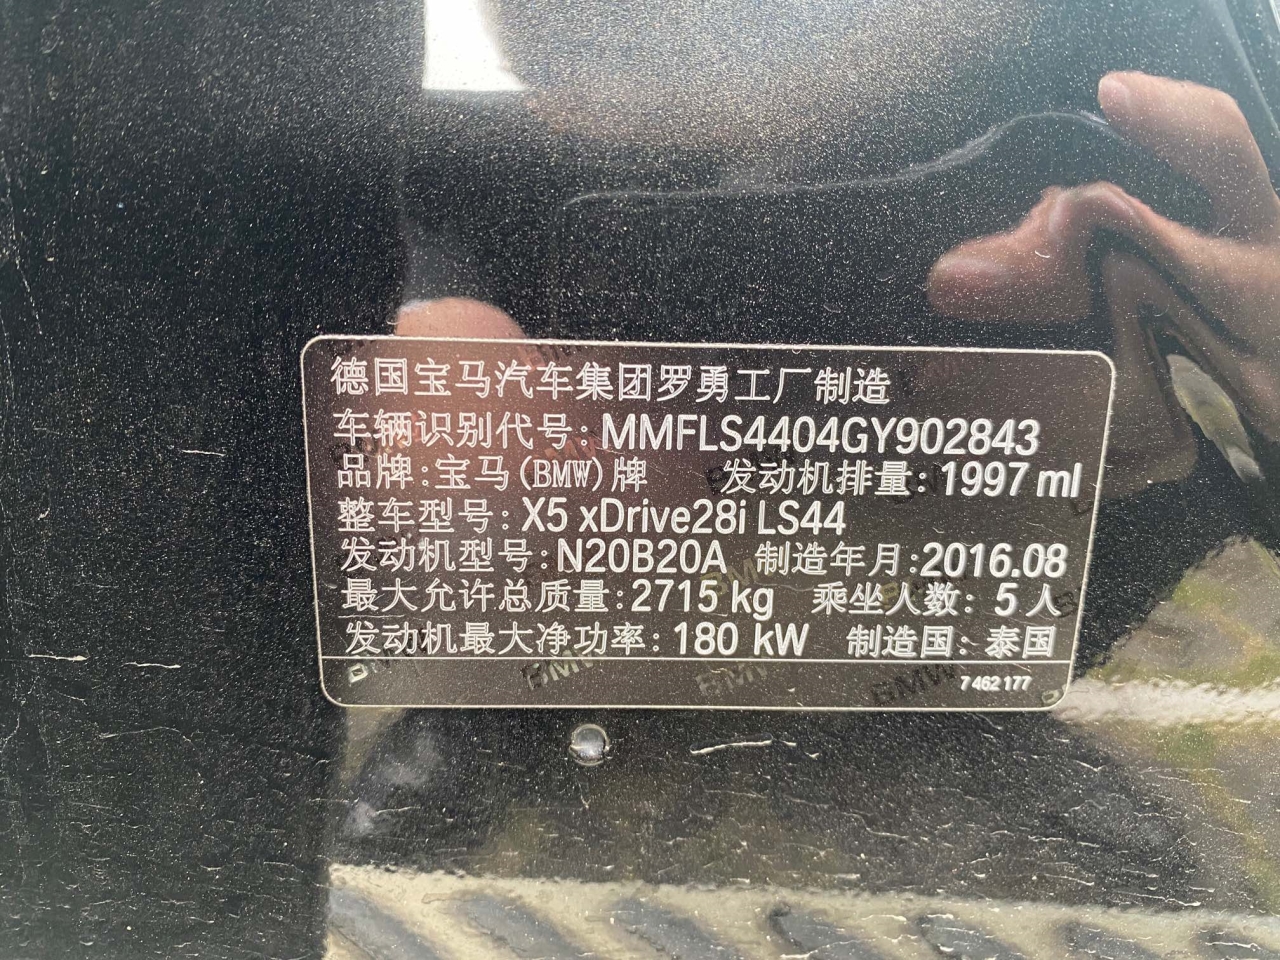 德国宝马汽车集团罗勇工厂制造
车辆识别代号:MMFLS4404GY902843
品牌:宝马(BMW)牌 发动机排量:1997 ml
整车型号:X5 xDrive28i LS44
发动机型号:N20B20A 制造年月:2016.08
最大允许总质量:2715 kg 乘坐人数: 5人
发动机最大净功率: 180 kW 制造国: 泰国
7 462 177